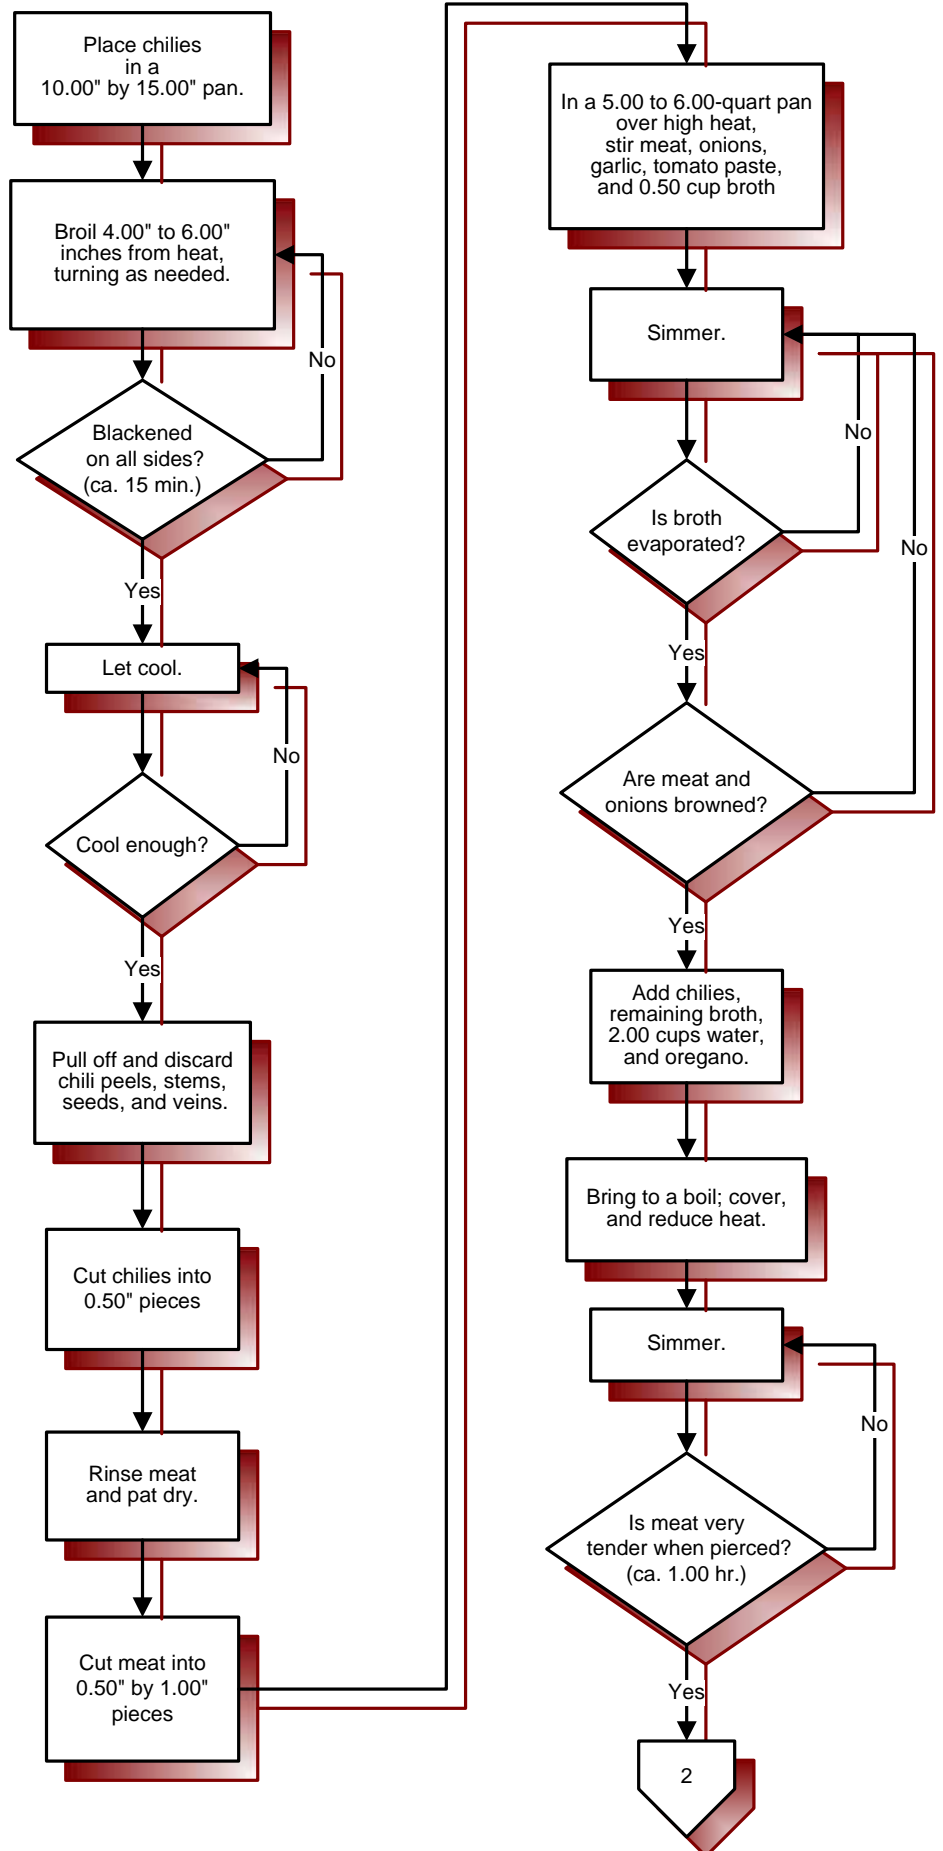 Place chilies
in a
10.00" by 15.00" pan.
Broil 4.00" to 6.00"
inches from heat,
turning as needed.
No
Blackened
on all sides?
(ca. 15 min.)
Yes
Let cool.
No
Cool enough?
Yes
Pull off and discard
chili peels, stems,
seeds, and veins.
Cut chilies into
0.50" pieces
Rinse meat
and pat dry.
Cut meat into
0.50" by 1.00"
pieces
In a 5.00 to 6.00-quart pan
over high heat,
stir meat, onions,
garlic, tomato paste,
and 0.50 cup broth
Simmer.
No
Is broth
evaporated?
No
Yes
Are meat and
onions browned?
Yes
Add chilies,
remaining broth,
2.00 cups water,
and oregano.
Bring to a boil; cover,
and reduce heat.
Simmer.
No
Is meat very
tender when pierced?
(ca. 1.00 hr.)
Yes
2